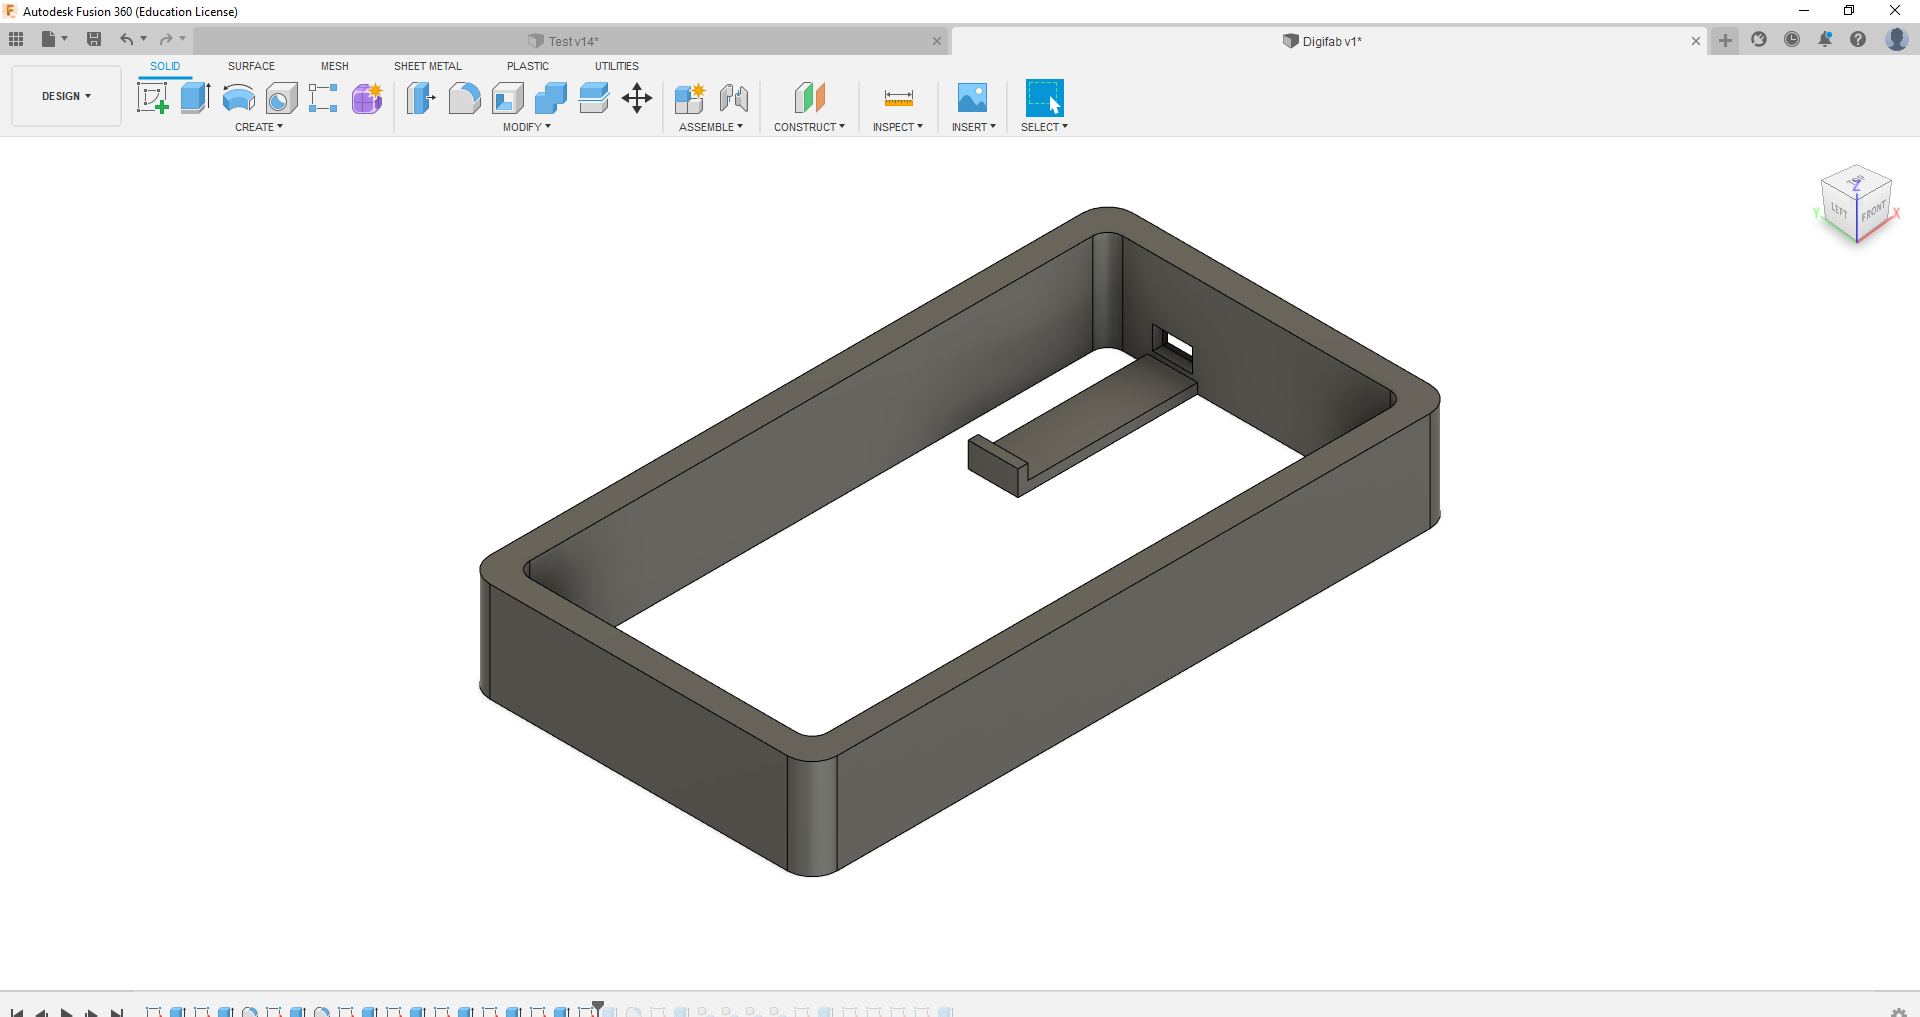 Autodesk Fusion 360 (Education License)
Test v14*
Digifab v1*
SOLID SURFACE MESH SHEET METAL PLASTIC UTILITIES
DESIGN
CREATE MODIFY ASSEMBLE CONSTRUCT INSPECT INSERT SELECT
Z
LEFT FRONT
Y X